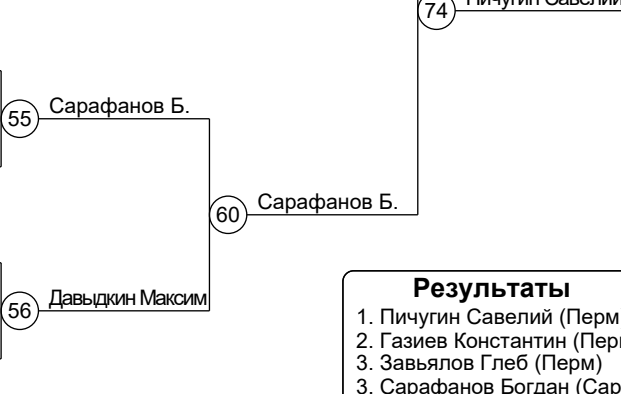 74
Пичугин Савелий
55
Сарафанов Б.
60
Сарафанов Б.
56
Давыдкин Максим
Результаты
1. Пичугин Савелий (Перм
2. Газиев Константин (Пер
3. Завьялов Глеб (Перм)
3. Сарафанов Богдан (Сар